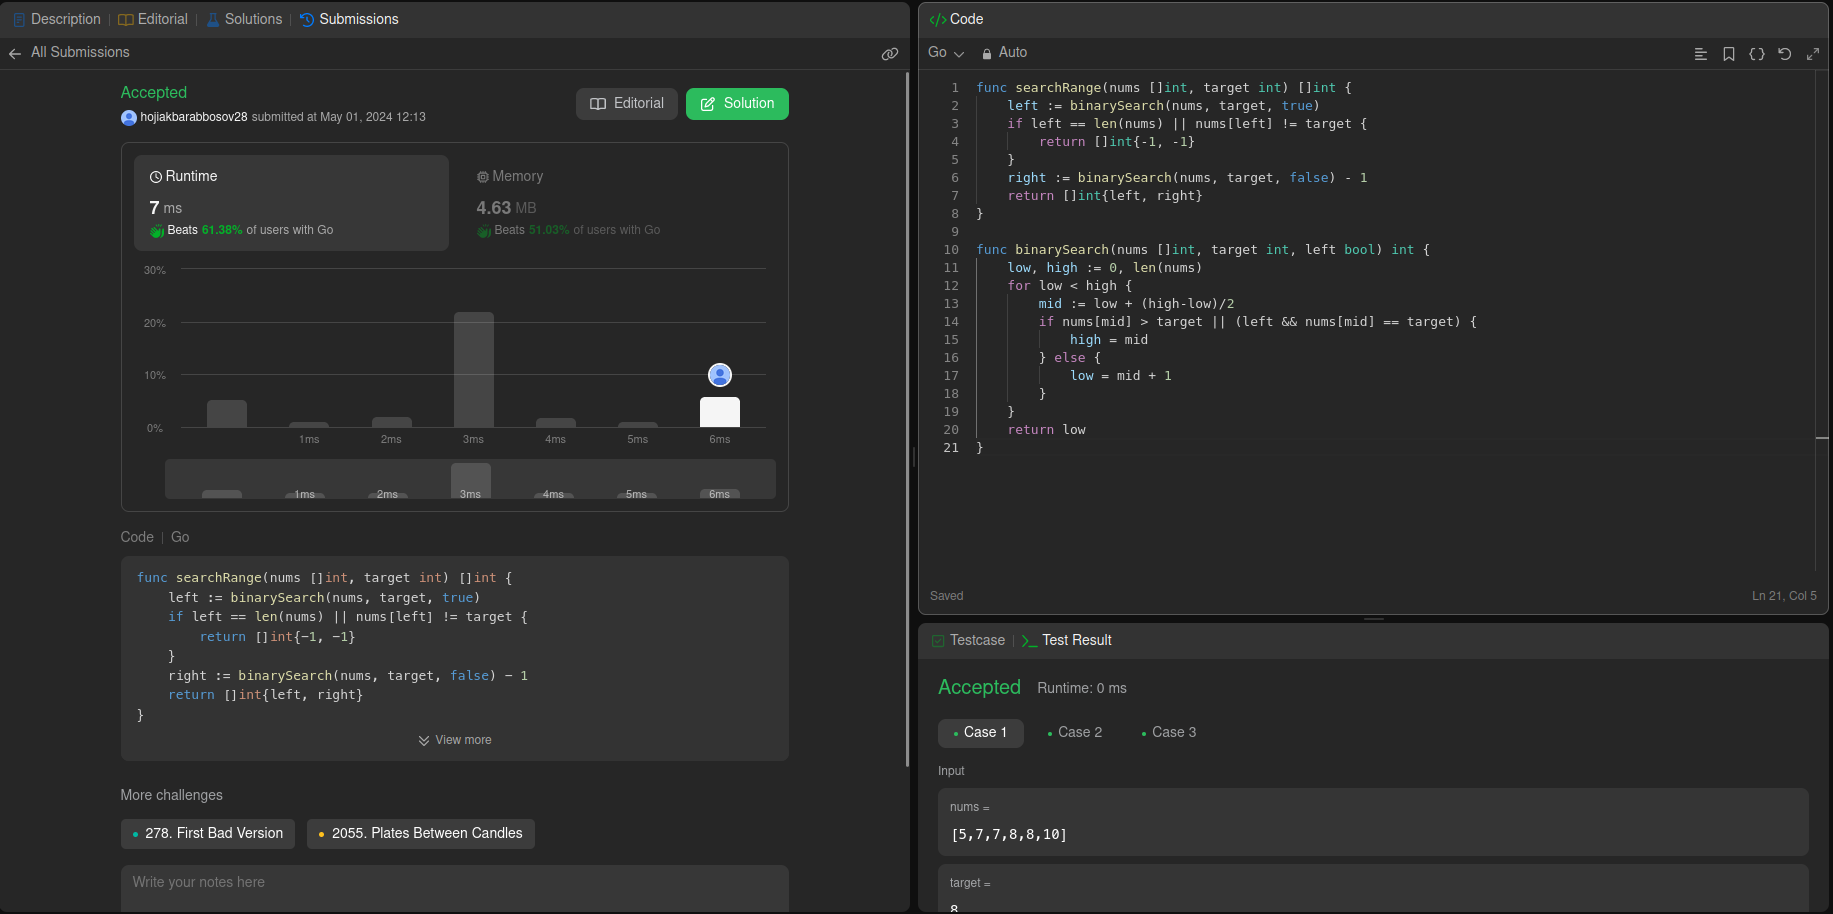 Description | Editorial | Solutions | Submissions
All Submissions
Accepted
hojiakbarabbosov28 submitted at May 01, 2024 12:13
Editorial
Solution
Runtime
7 ms
Beats 61.38% of users with Go
Memory
4.63 MB
Beats 51.03% of users with Go
30%
20%
10%
0%
1ms 2ms 3ms 4ms 5ms 6ms
1ms 2ms 3ms 4ms 5ms 6ms
Code | Go
func searchRange(nums []int, target int) []int {
    left := binarySearch(nums, target, true)
    if left == len(nums) || nums[left] != target {
        return []int{-1, -1}
    }
    right := binarySearch(nums, target, false) - 1
    return []int{left, right}
}
View more
More challenges
278. First Bad Version
2055. Plates Between Candles
Write your notes here
</> Code
Go Auto
1 func searchRange(nums []int, target int) []int {
2     left := binarySearch(nums, target, true)
3     if left == len(nums) || nums[left] != target {
4         return []int{-1, -1}
5     }
6     right := binarySearch(nums, target, false) - 1
7     return []int{left, right}
8 }
9
10 func binarySearch(nums []int, target int, left bool) int {
11     low, high := 0, len(nums)
12     for low < high {
13         mid := low + (high-low)/2
14         if nums[mid] > target || (left && nums[mid] == target) {
15             high = mid
16         } else {
17             low = mid + 1
18         }
19     }
20     return low
21 }
Saved
Ln 21, Col 5
Testcase | >_ Test Result
Accepted Runtime: 0 ms
Case 1 Case 2 Case 3
Input
nums =
[5,7,7,8,8,10]
target =
8